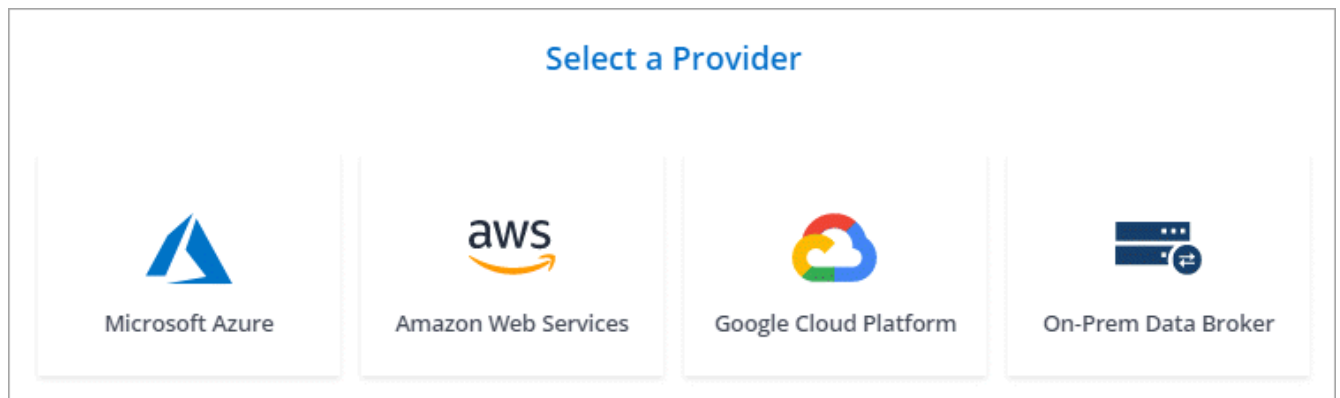 Select a Provider
aws
Microsoft Azure
Amazon Web Services
Google Cloud Platform
On-Prem Data Broker